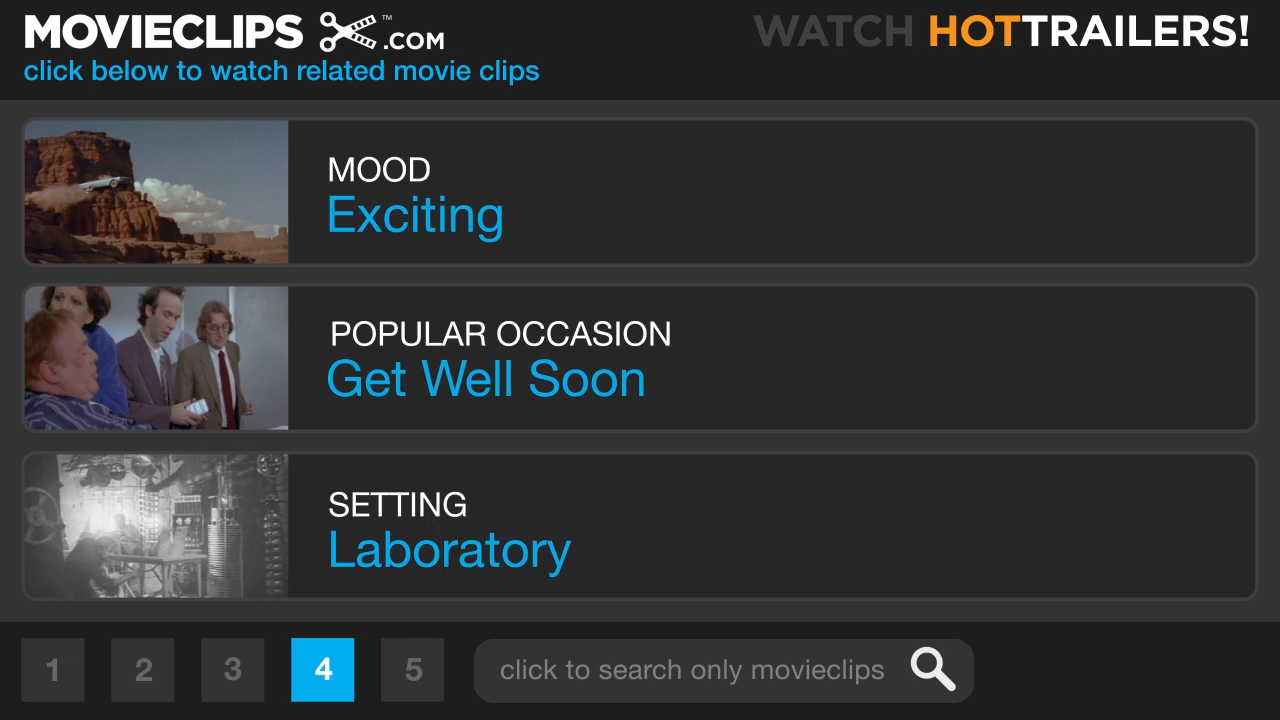 MOVIECLIPS ™ .COM
WATCH HOTTRAILERS!
click below to watch related movie clips
MOOD
Exciting
POPULAR OCCASION
Get Well Soon
SETTING
Laboratory
1 2 3 4 5 click to search only movieclips